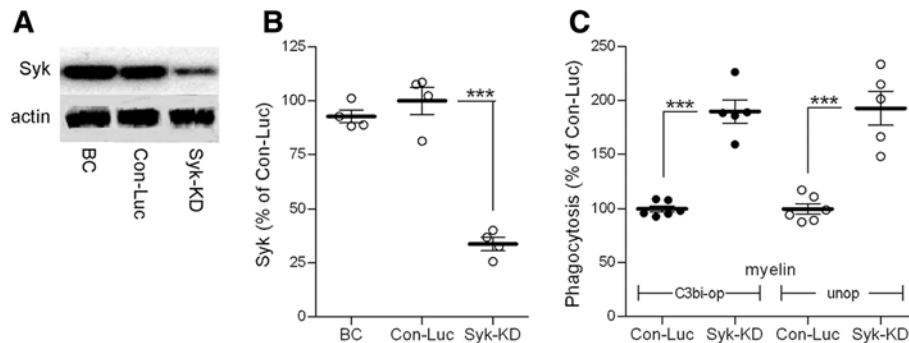 A
Syk
actin
BC
Con-Luc
Syk-KD
B
Syk (% of Con-Luc)
125
100
75
50
25
0
***
BC
Con-Luc
Syk-KD
C
Phagocytosis (% of Con-Luc)
250
200
150
100
50
0
***
***
myelin
C3bi-op
unop
Con-Luc
Syk-KD
Con-Luc
Syk-KD